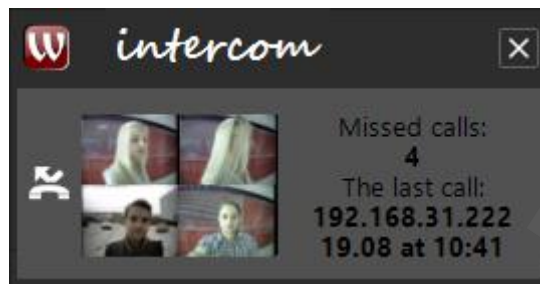 W intercom
Missed calls:
4
The last call:
192.168.31.222
19.08 at 10:41